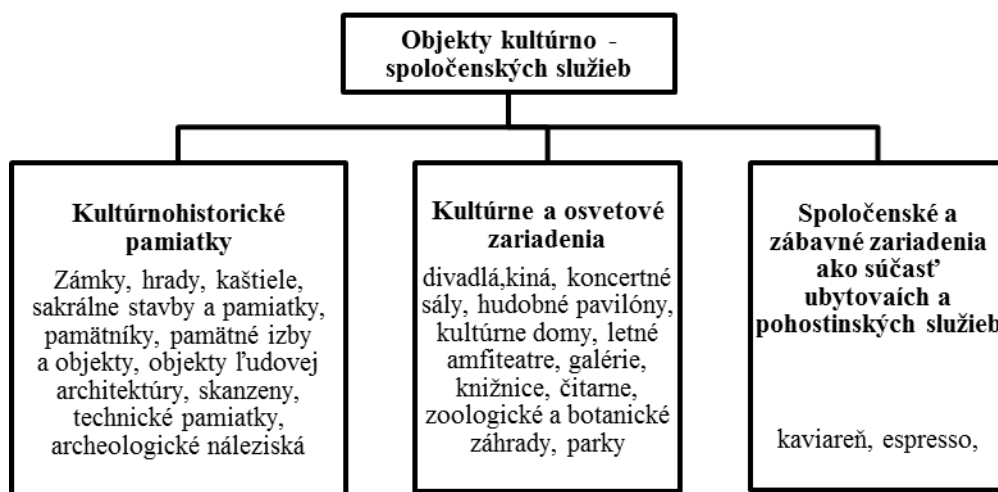 Objekty kultúrno -
spoločenských služieb
Kultúrnohistorické
pamiatky
Zámky, hrady, kaštiele,
sakrálne stavby a pamiatky,
pamätníky, pamätné izby
a objekty, objekty ľudovej
architektúry, skanzeny,
technické pamiatky,
archeologické náleziská
Kultúrne a osvetové
zariadenia
divadlá,kiná, koncertné
sály, hudobné pavilóny,
kultúrne domy, letné
amfiteatre, galérie,
knižnice, čitarne,
zoologické a botanické
záhrady, parky
Spoločenské a
zábavné zariadenia
ako súčasť
ubytovaích a
pohostinských služieb
kaviareň, espresso,